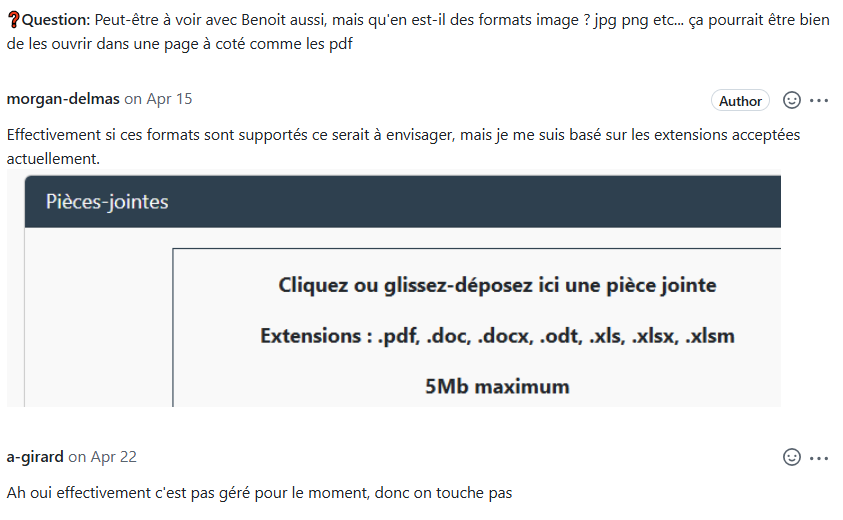 ❓Question: Peut-être à voir avec Benoit aussi, mais qu'en est-il des formats image ? jpg png etc... ça pourrait être bien
de les ouvrir dans une page à coté comme les pdf
morgan-delmas on Apr 15
Author
Effectivement si ces formats sont supportés ce serait à envisager, mais je me suis basé sur les extensions acceptées
actuellement.
Pièces-jointes
Cliquez ou glissez-déposez ici une pièce jointe
Extensions : .pdf, .doc, .docx, .odt, .xls, .xlsx, .xlsm
5Mb maximum
a-girard on Apr 22
Ah oui effectivement c'est pas géré pour le moment, donc on touche pas